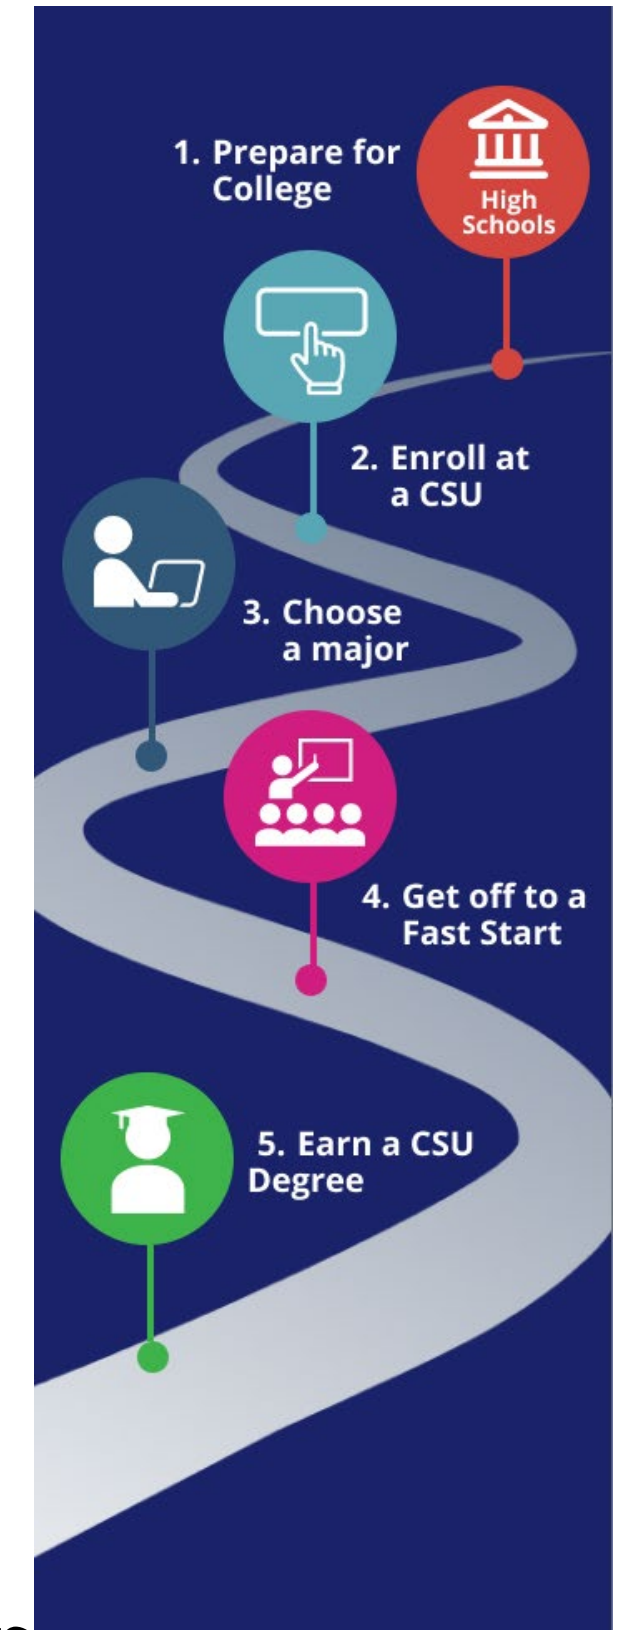 1. Prepare for
College
High
Schools
2. Enroll at
a CSU
3. Choose
a major
4. Get off to a
Fast Start
5. Earn a CSU
Degree